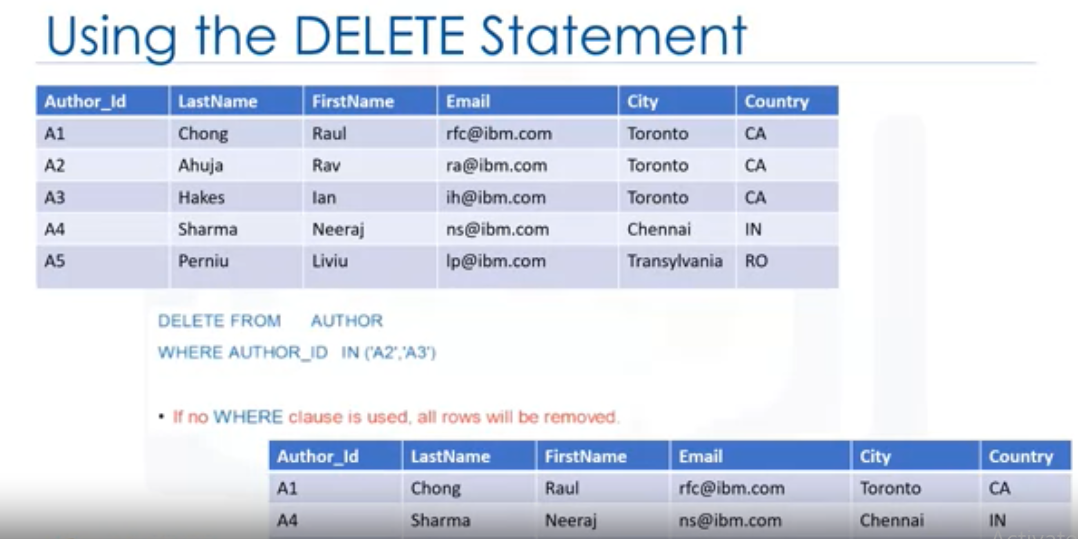 Using the DELETE Statement
Author_Id LastName FirstName Email City Country
A1 Chong Raul rfc@ibm.com Toronto CA
A2 Ahuja Rav ra@ibm.com Toronto CA
A3 Hakes Ian ih@ibm.com Toronto CA
A4 Sharma Neeraj ns@ibm.com Chennai IN
A5 Perniu Liviu lp@ibm.com Transylvania RO
DELETE FROM AUTHOR
WHERE AUTHOR_ID IN ('A2','A3')
• If no WHERE clause is used, all rows will be removed.
Author_Id LastName FirstName Email City Country
A1 Chong Raul rfc@ibm.com Toronto CA
A4 Sharma Neeraj ns@ibm.com Chennai IN